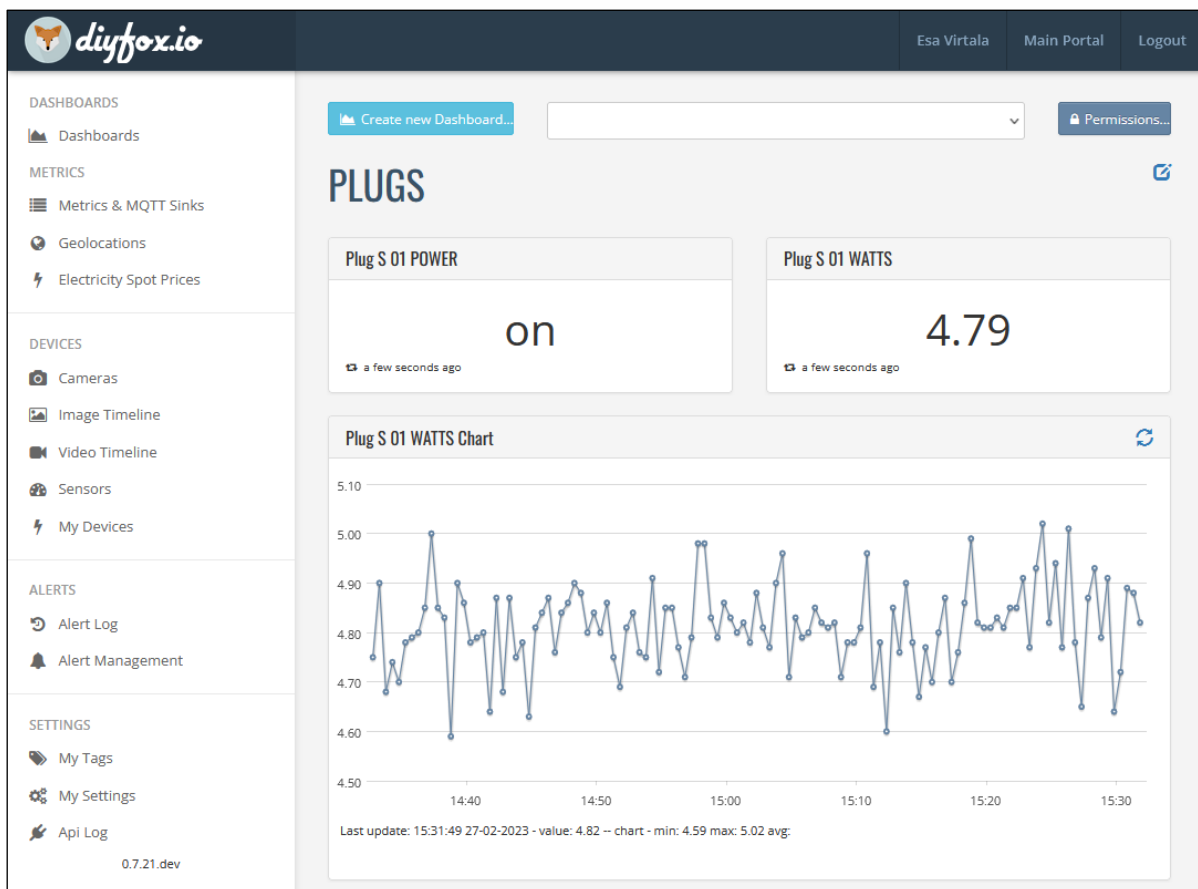 diyfox.io
Esa Virtala Main Portal Logout
DASHBOARDS
Dashboards
METRICS
Metrics & MQTT Sinks
Geolocations
Electricity Spot Prices
DEVICES
Cameras
Image Timeline
Video Timeline
Sensors
My Devices
ALERTS
Alert Log
Alert Management
SETTINGS
My Tags
My Settings
Api Log
0.7.21.dev
Create new Dashboard...
Permissions...
PLUGS
Plug S 01 POWER
on
a few seconds ago
Plug S 01 WATTS
4.79
a few seconds ago
Plug S 01 WATTS Chart
5.10
5.00
4.90
4.80
4.70
4.60
4.50
14:40 14:50 15:00 15:10 15:20 15:30
Last update: 15:31:49 27-02-2023 - value: 4.82 -- chart - min: 4.59 max: 5.02 avg: